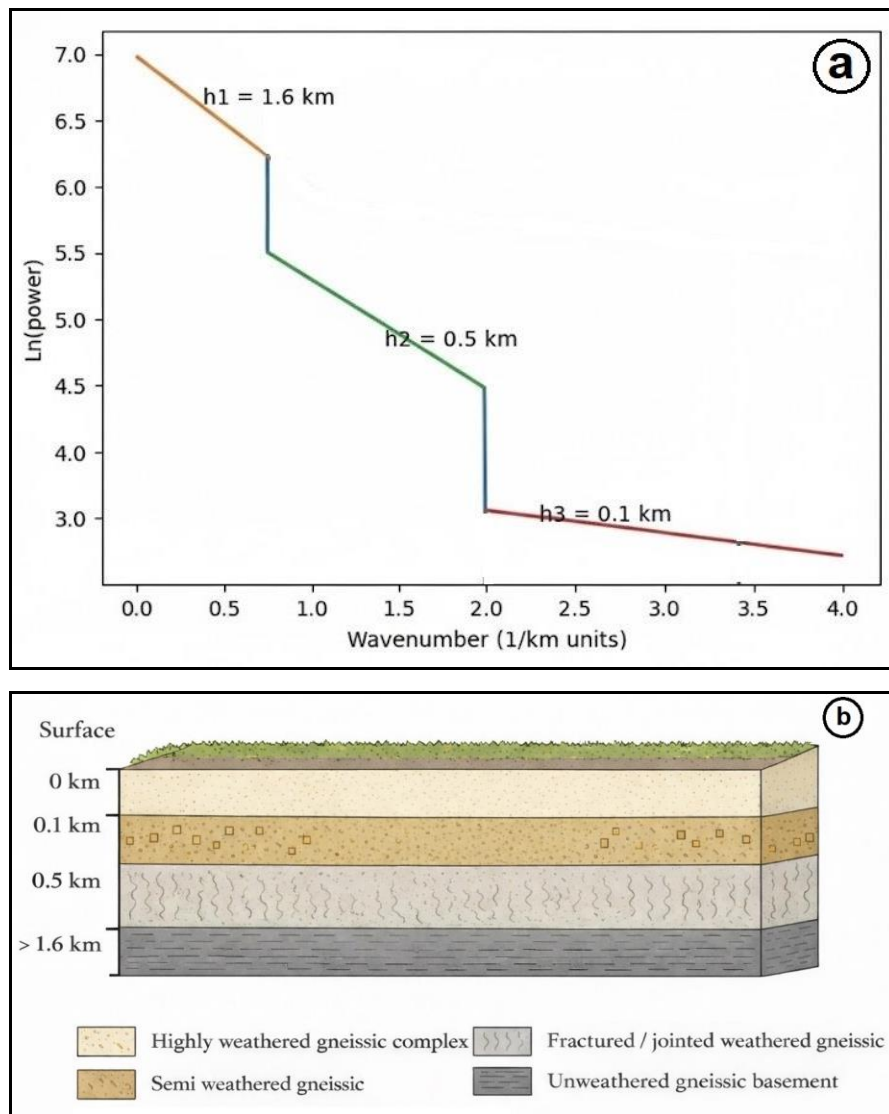 a
7.0
6.5
6.0
5.5
5.0
4.5
4.0
3.0
Ln(power)
h1 = 1.6 km
h2 = 0.5 km
h3 = 0.1 km
0.0 0.5 1.0 1.5 2.0 2.5 3.0 3.5 4.0
Wavenumber (1/km units)
b
Surface
0 km
0.1 km
0.5 km
> 1.6 km
Highly weathered gneissic complex
Fractured / jointed weathered gneissic
Semi weathered gneissic
Unweathered gneissic basement